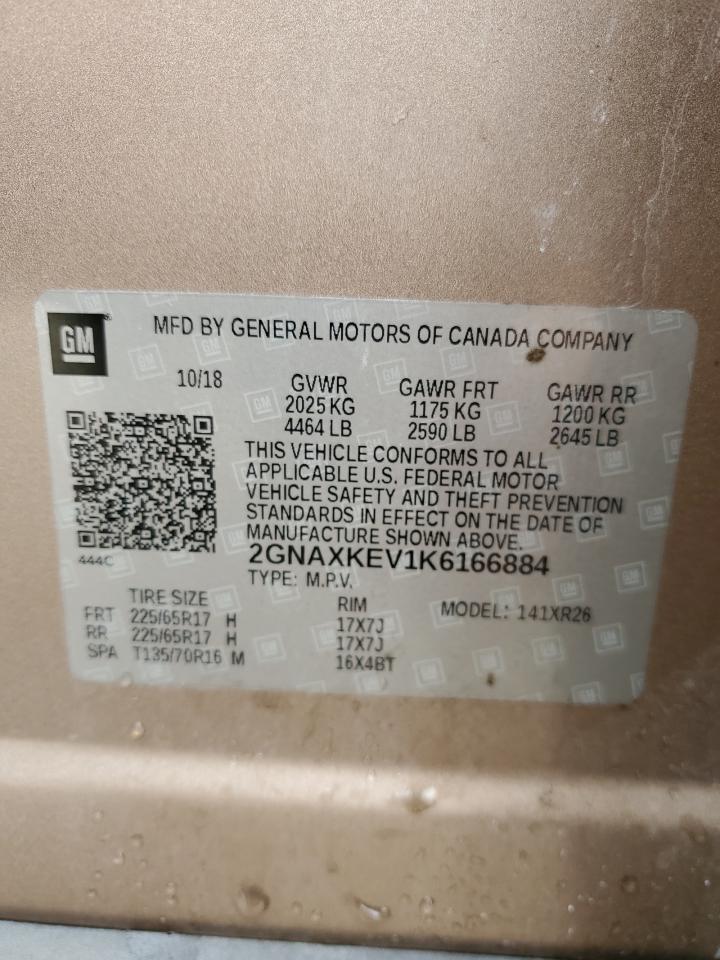 GM
MFD BY GENERAL MOTORS OF CANADA COMPANY
10/18 GVWR GAWR FRT GAWR RR
2025 KG 1175 KG 1200 KG
4464 LB 2590 LB 2645 LB
THIS VEHICLE CONFORMS TO ALL
APPLICABLE U.S. FEDERAL MOTOR
VEHICLE SAFETY AND THEFT PREVENTION
STANDARDS IN EFFECT ON THE DATE OF
MANUFACTURE SHOWN ABOVE.
444C
2GNAXKEV1K6166884
TYPE: M.P.V.
TIRE SIZE RIM MODEL: 141XR26
FRT 225/65R17 H 17X7J
RR 225/65R17 H 17X7J
SPA T135/70R16 M 16X4BT